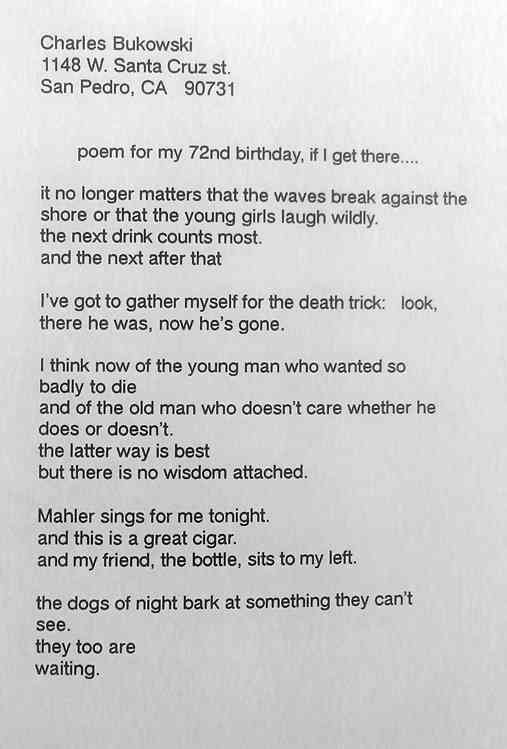 Charles Bukowski
1148 W. Santa Cruz st.
San Pedro, CA   90731
poem for my 72nd birthday, if I get there....
it no longer matters that the waves break against the
shore or that the young girls laugh wildly.
the next drink counts most.
and the next after that
I've got to gather myself for the death trick:   look,
there he was, now he's gone.
I think now of the young man who wanted so
badly to die
and of the old man who doesn't care whether he
does or doesn't.
the latter way is best
but there is no wisdom attached.
Mahler sings for me tonight.
and this is a great cigar.
and my friend, the bottle, sits to my left.
the dogs of night bark at something they can't
see.
they too are
waiting.